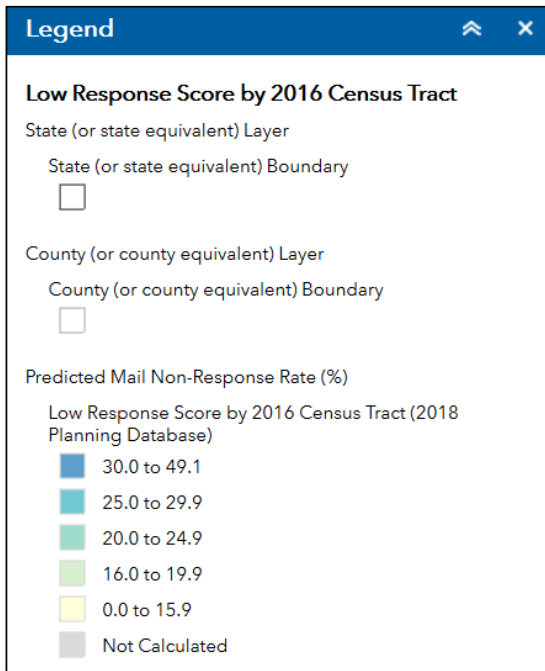 Legend
Low Response Score by 2016 Census Tract
State (or state equivalent) Layer
State (or state equivalent) Boundary
County (or county equivalent) Layer
County (or county equivalent) Boundary
Predicted Mail Non-Response Rate (%)
Low Response Score by 2016 Census Tract (2018
Planning Database)
30.0 to 49.1
25.0 to 29.9
20.0 to 24.9
16.0 to 19.9
0.0 to 15.9
Not Calculated